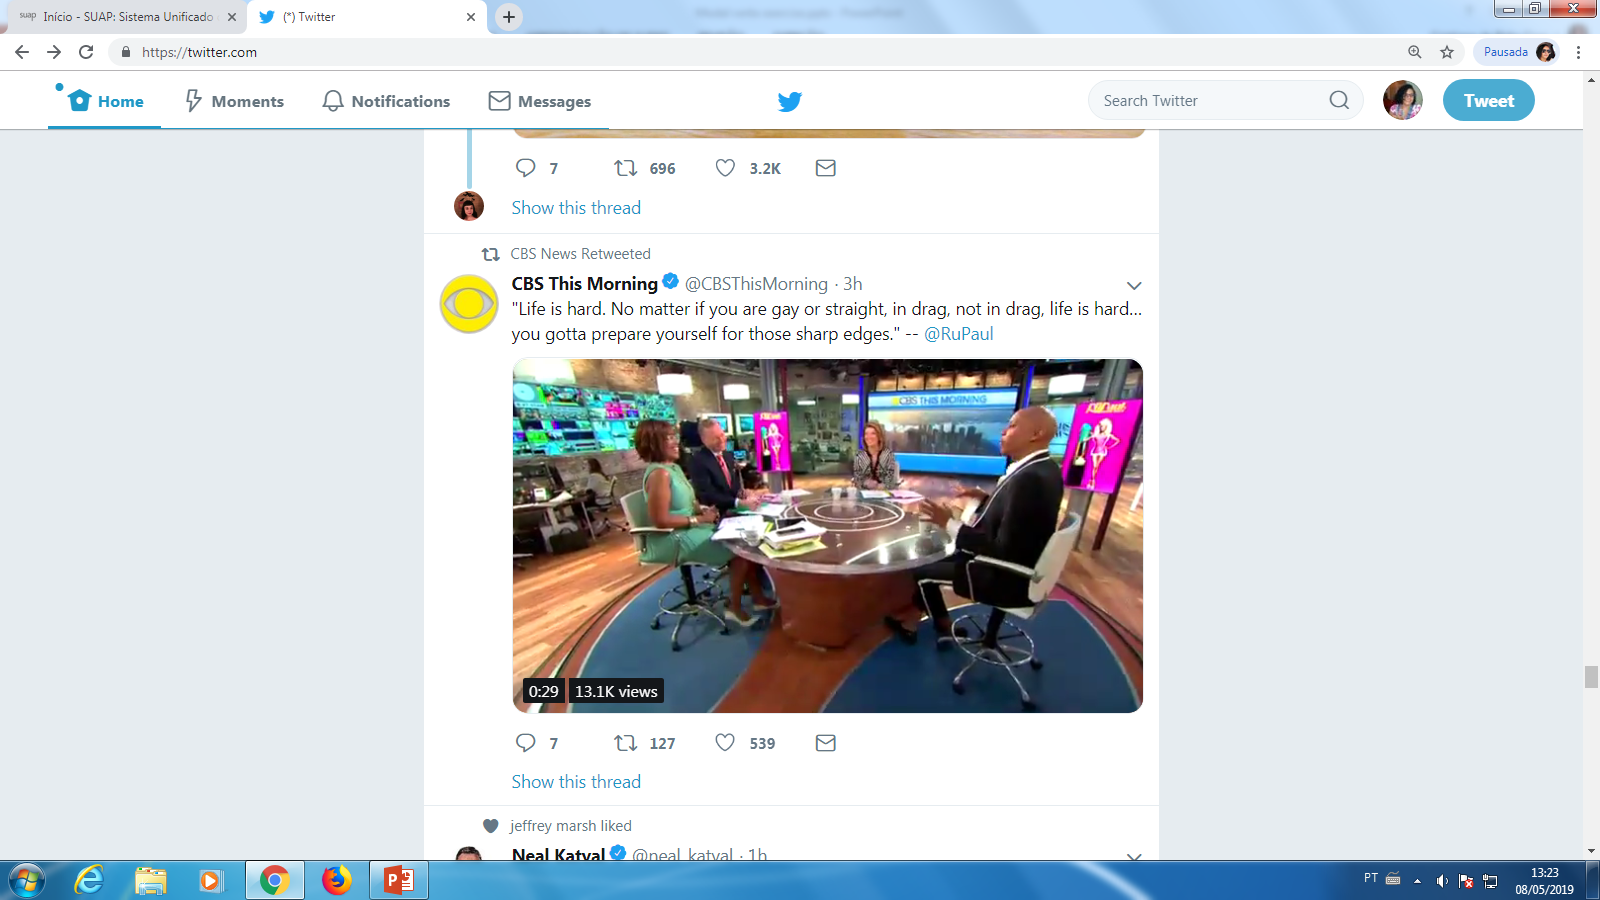 suap Início - SUAP: Sistema Unificado
(*) Twitter
https://twitter.com
Pausada
Home
Moments
Notifications
Messages
Search Twitter
Tweet
7 696 3.2K
Show this thread
CBS News Retweeted
CBS This Morning @CBSThisMorning · 3h
"Life is hard. No matter if you are gay or straight, in drag, not in drag, life is hard...
you gotta prepare yourself for those sharp edges." -- @RuPaul
CBS THIS MORNING
0:29 13.1K views
7 127 539
Show this thread
jeffrey marsh liked
Neal Katyal @neal_katyal · 1h
PT
13:23
08/05/2019